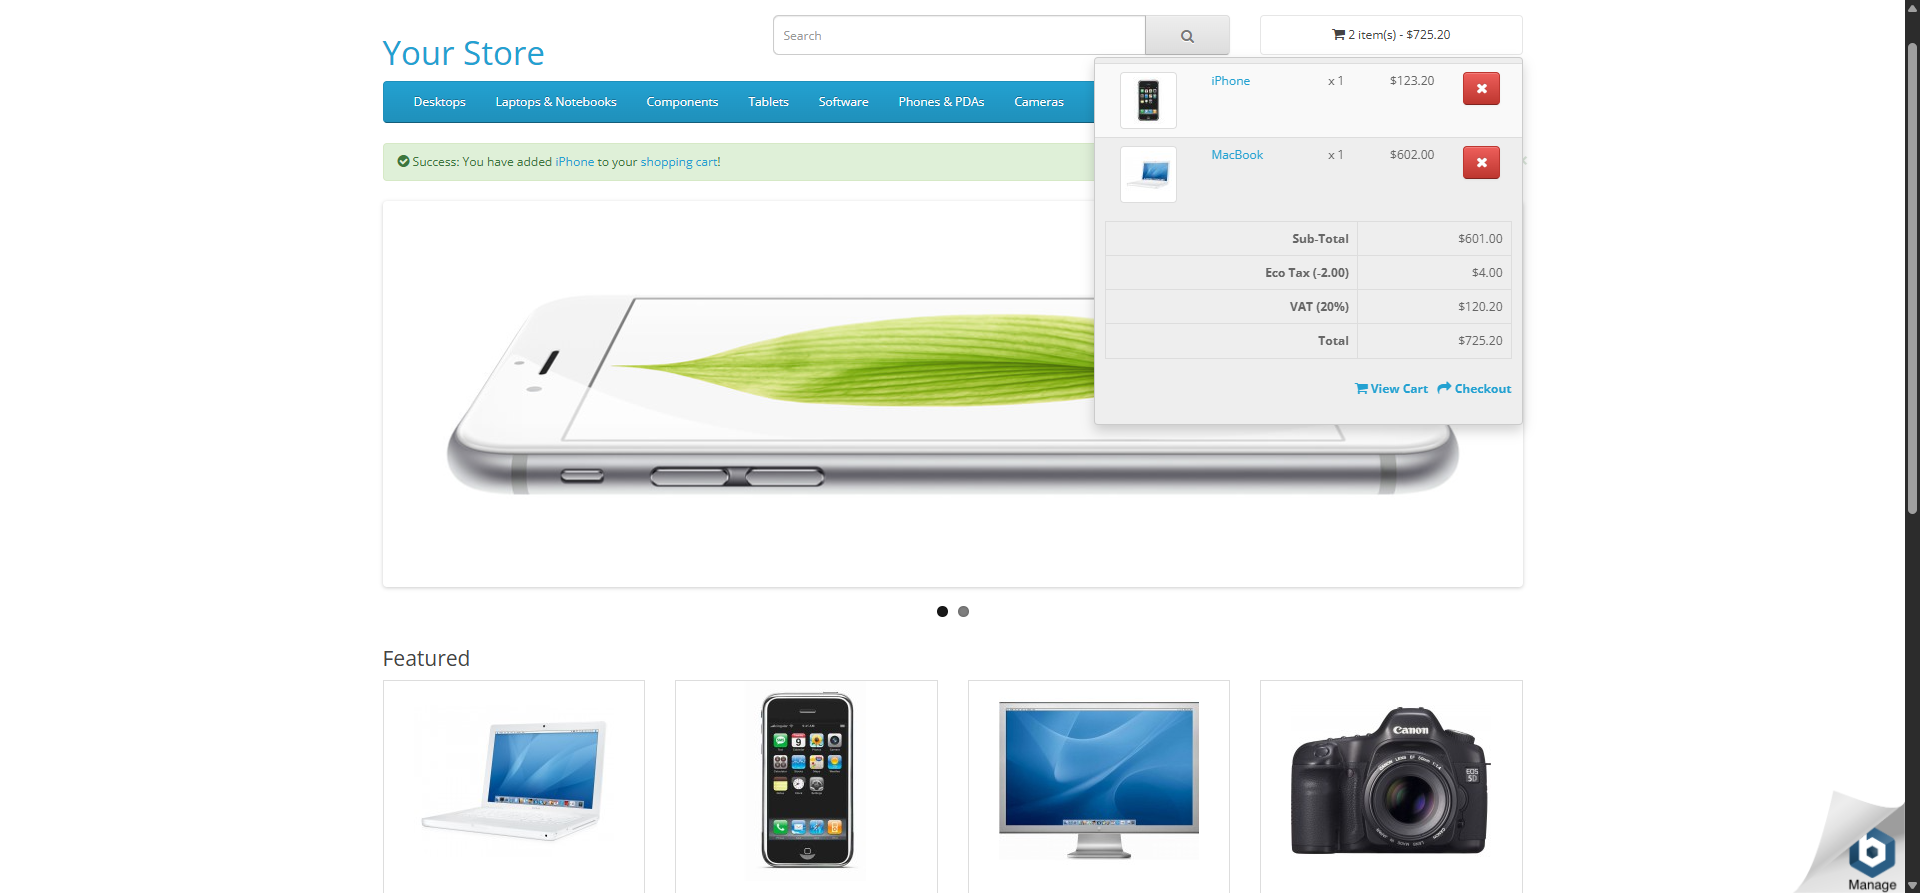 Your Store
Search
2 item(s) - $725.20
Desktops
Laptops & Notebooks
Components
Tablets
Software
Phones & PDAs
Cameras
iPhone x 1 $123.20
MacBook x 1 $602.00
Sub-Total $601.00
Eco Tax (-2.00) $4.00
VAT (20%) $120.20
Total $725.20
View Cart Checkout
Success: You have added iPhone to your shopping cart!
Featured
Canon
EOS
5D
Manage